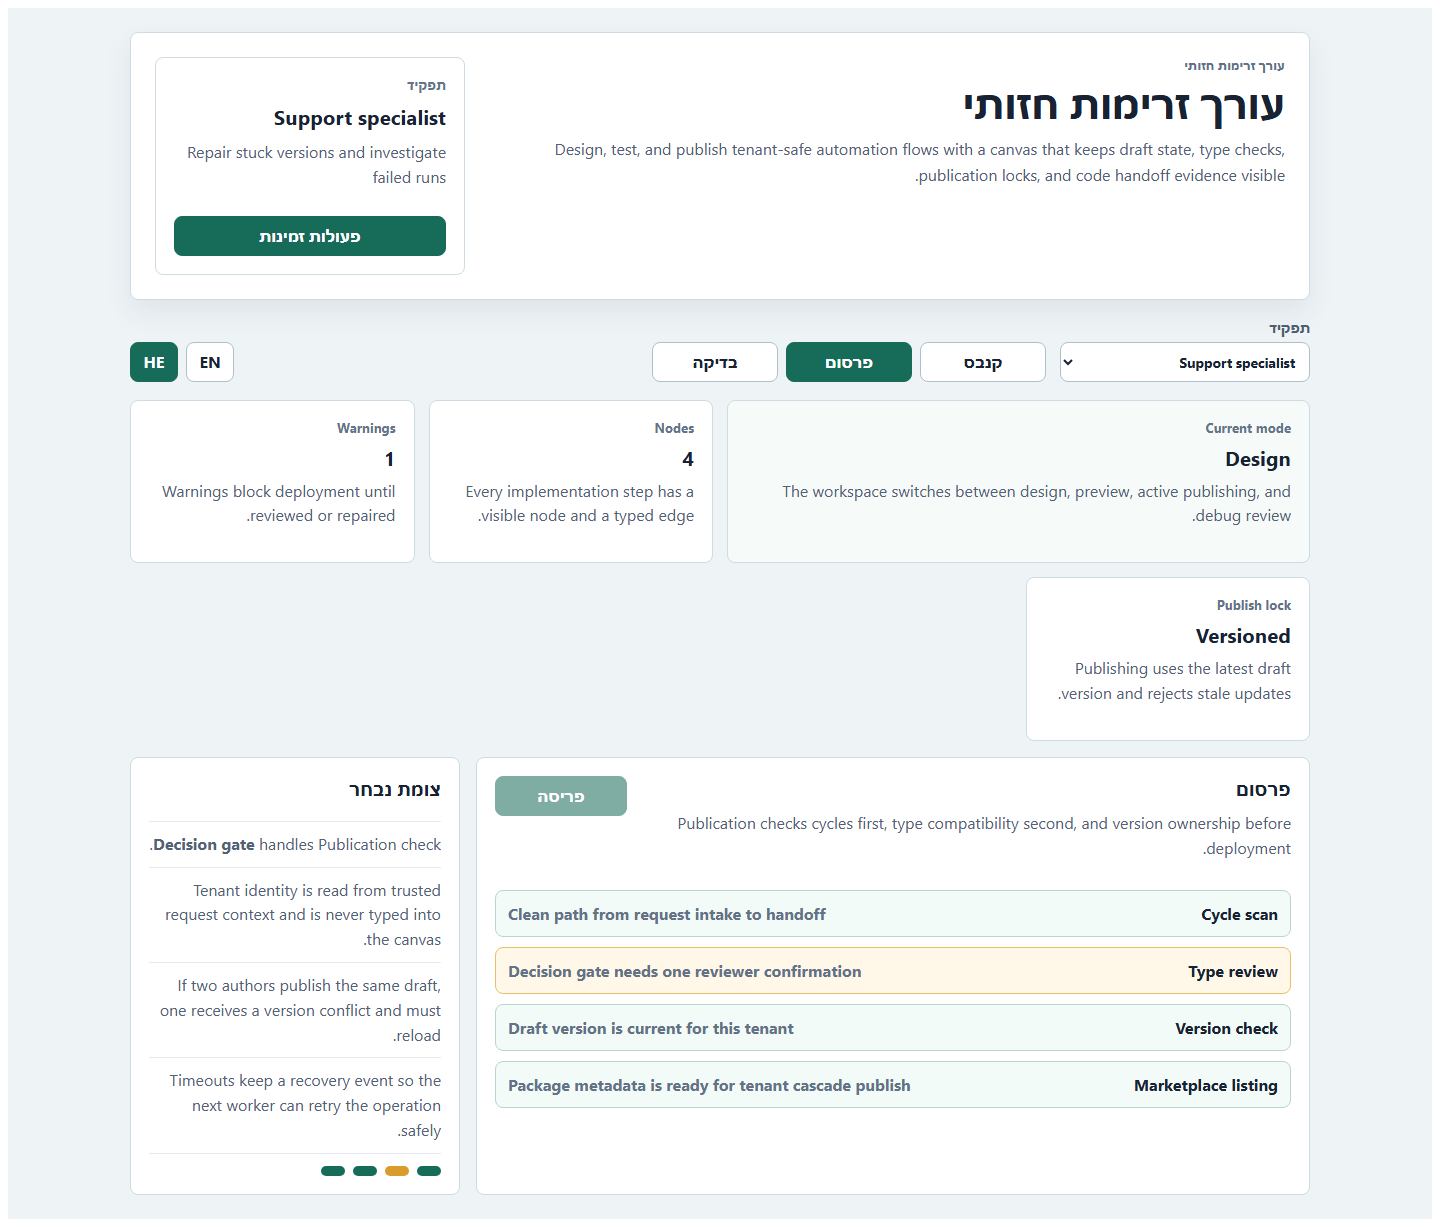 עורך זרימות חזותי
עורך זרימות חזותי
Design, test, and publish tenant-safe automation flows with a canvas that keeps draft state, type checks,
publication locks, and code handoff evidence visible.
תפקיד
Support specialist
Repair stuck versions and investigate
failed runs
פעולות זמינות
תפקיד
Support specialist
קנבס
פרסום
בדיקה
EN
HE
Current mode
Design
The workspace switches between design, preview, active publishing, and
debug review.
Nodes
4
Every implementation step has a
visible node and a typed edge.
Warnings
1
Warnings block deployment until
reviewed or repaired.
Publish lock
Versioned
Publishing uses the latest draft
version and rejects stale updates.
פרסום
Publication checks cycles first, type compatibility second, and version ownership before
deployment.
פריסה
Cycle scan
Clean path from request intake to handoff
Type review
Decision gate needs one reviewer confirmation
Version check
Draft version is current for this tenant
Marketplace listing
Package metadata is ready for tenant cascade publish
צומת נבחר
Decision gate handles Publication check.
Tenant identity is read from trusted
request context and is never typed into
the canvas.
If two authors publish the same draft,
one receives a version conflict and must
reload.
Timeouts keep a recovery event so the
next worker can retry the operation
safely.